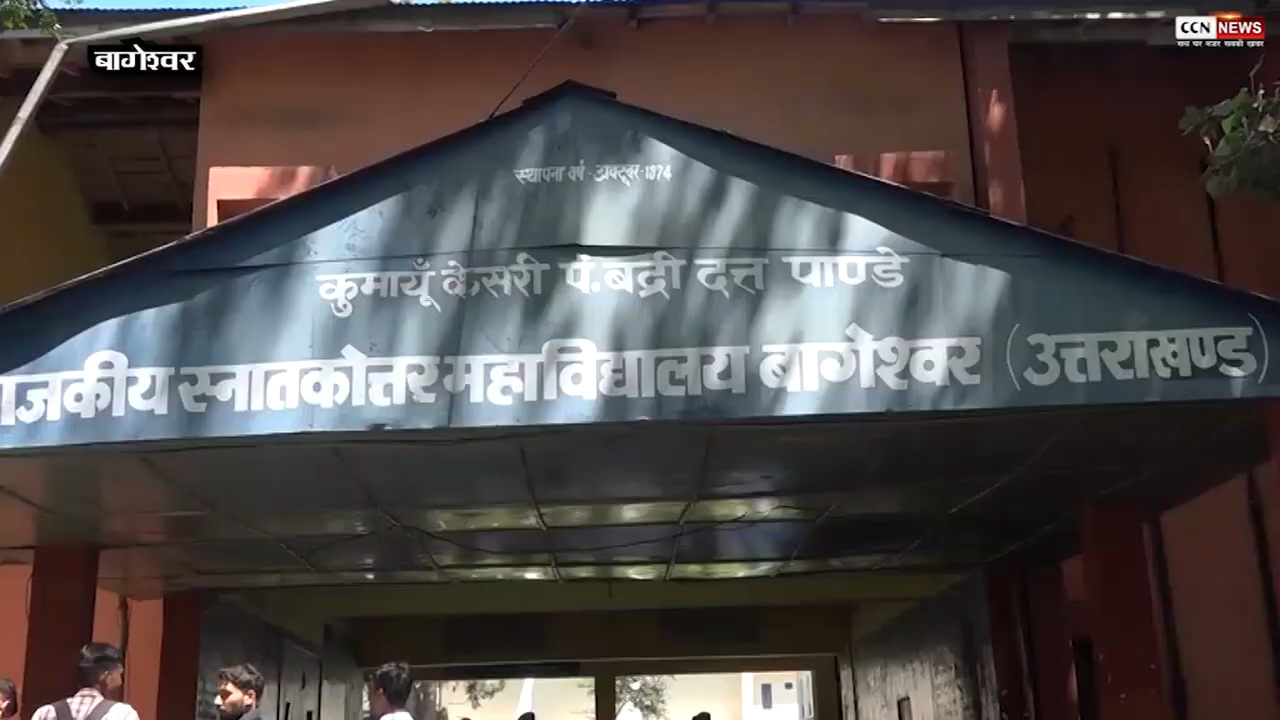 बागेश्वर
CCN NEWS
स्थापना वर्ष - अक्टूबर-1974
कुमायूँ केसरी पं.बद्री दत्त पाण्डे
राजकीय स्नातकोत्तर महाविद्यालय बागेश्वर (उत्तराखण्ड)